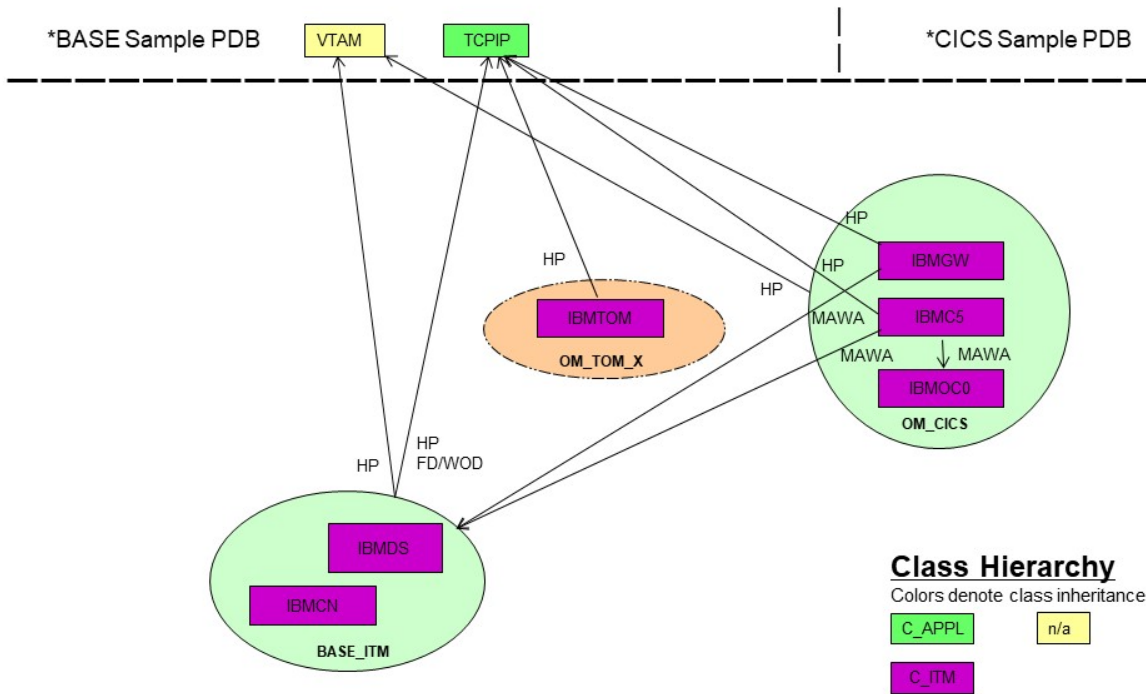 *BASE Sample PDB
VTAM
TCPIP
*CICS Sample PDB
HP
IBMGW
HP
HP
HP
IBMTOM
MAWA
IBMC5
OM_TOM_X
MAWA
MAWA
IBMOC0
OM_CICS
HP
HP
FD/WOD
IBMDS
IBMCN
BASE_ITM
Class Hierarchy
Colors denote class inheritance
C_APPL
n/a
C_ITM